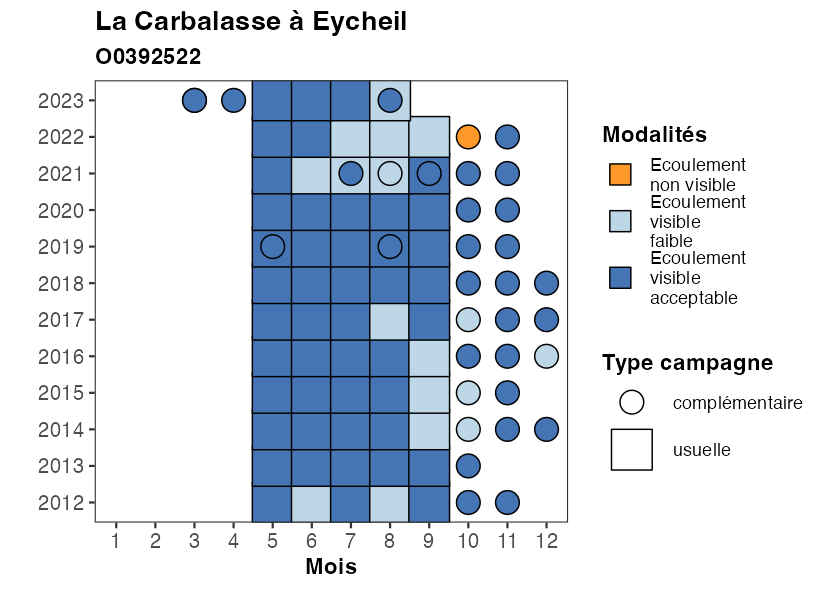 La Carbalasse à Eycheil
O0392522
2023
2022
2021
2020
2019
2018
2017
2016
2015
2014
2013
2012
1 2 3 4 5 6 7 8 9 10 11 12
Mois
Modalités
Ecoulement
non visible
Ecoulement
visible
faible
Ecoulement
visible
acceptable
Type campagne
complémentaire
usuelle